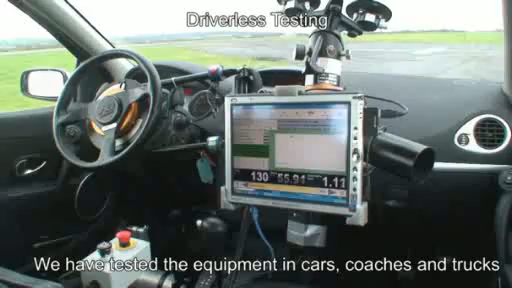 Driverless Testing
130 55.91 1.11
We have tested the equipment in cars, coaches and trucks